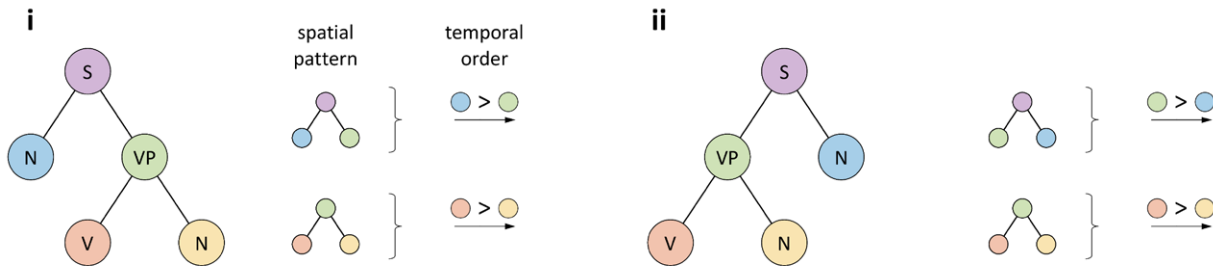 i
ii
spatial
pattern
temporal
order
S
S
> >
N
VP
VP
N
> >
V
N
V
N